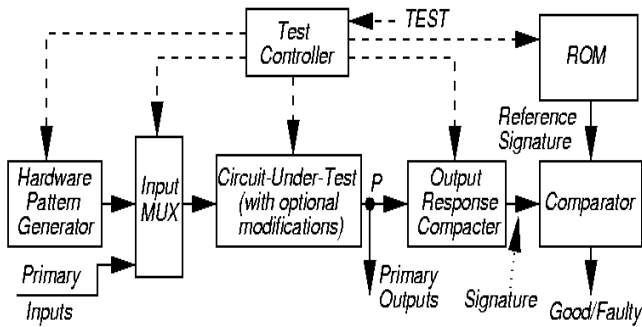 Test
Controller
TEST
ROM
Reference
Signature
Hardware
Pattern
Generator
Input
MUX
Circuit-Under-Test
(with optional
modifications)
P
Output
Response
Compacter
Comparator
Primary
Inputs
Primary
Outputs
Signature
Good/Faulty